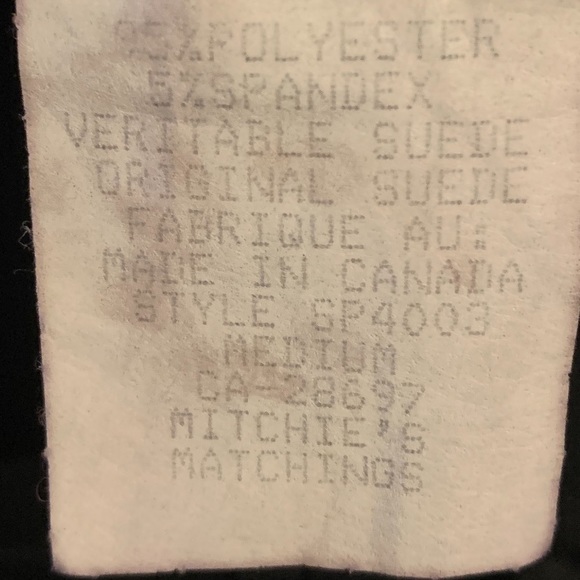 95%POLYESTER
5%SPANDEX
VERITABLE SUEDE
ORIGINAL SUEDE
FABRIQUE AU:
MADE IN CANADA
STYLE SP4003
MEDIUM
CA-28697
MITCHIE'S
MATCHINGS